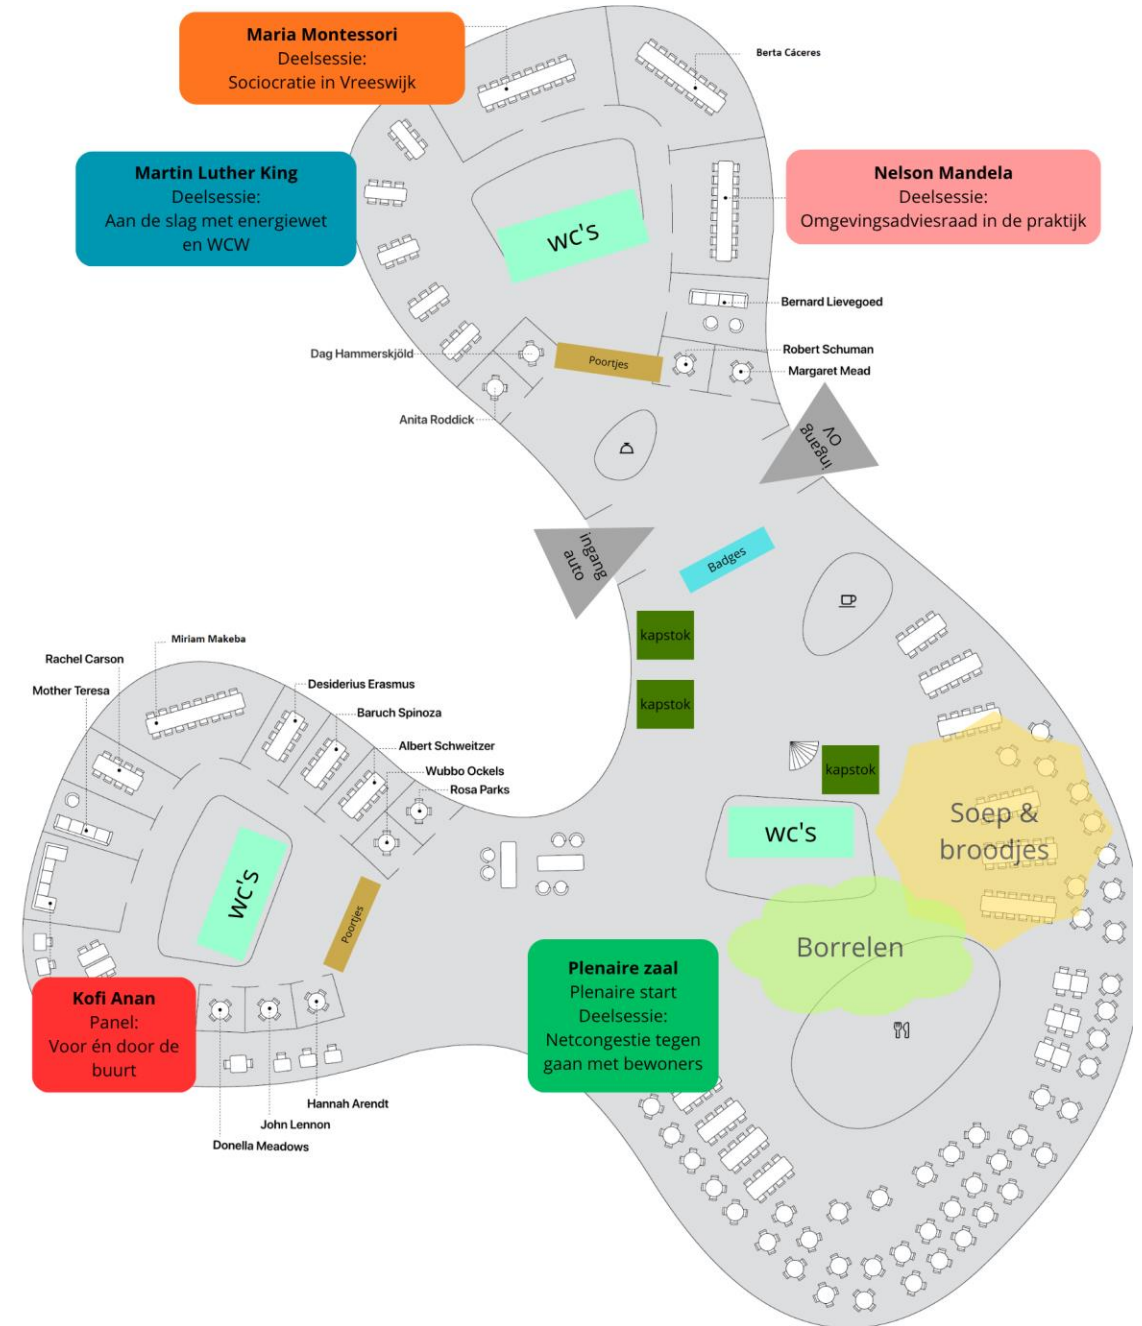 Maria Montessori
Deelsessie:
Sociocratie in Vreeswijk
Berta Cáceres
Martin Luther King
Deelsessie:
Aan de slag met energiewet
en WCW
Nelson Mandela
Deelsessie:
Omgevingsadviesraad in de praktijk
wc's
Bernard Lievegoed
Dag Hammerskjöld
Poortjes
Robert Schuman
Margaret Mead
Anita Roddick
ingang
OV
ingang
auto
Badges
kapstok
kapstok
kapstok
Miriam Makeba
Rachel Carson
Mother Teresa
Desiderius Erasmus
Baruch Spinoza
Albert Schweitzer
Wubbo Ockels
Rosa Parks
wc's
Poortjes
wc's
Soep &
broodjes
Borrelen
Plenaire zaal
Plenaire start
Deelsessie:
Netcongestie tegen
gaan met bewoners
Kofi Anan
Panel:
Voor én door de
buurt
Hannah Arendt
John Lennon
Donella Meadows